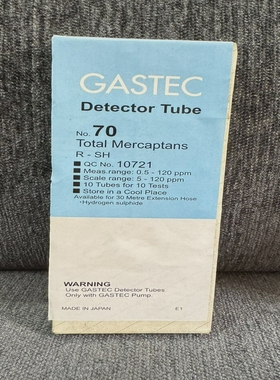 GASTEC
Detector Tube
No. 70
Total Mercaptans
R - SH
■ QC No. 10721
■ Meas.range: 0.5 - 120 ppm
■ Scale range: 5 - 120 ppm
■ 10 Tubes for 10 Tests
■ Store in a Cool Place
Available for 30 Metre Extension Hose
• Hydrogen sulphide
WARNING
Use GASTEC Detector Tubes
Only with GASTEC Pump.
MADE IN JAPAN E1